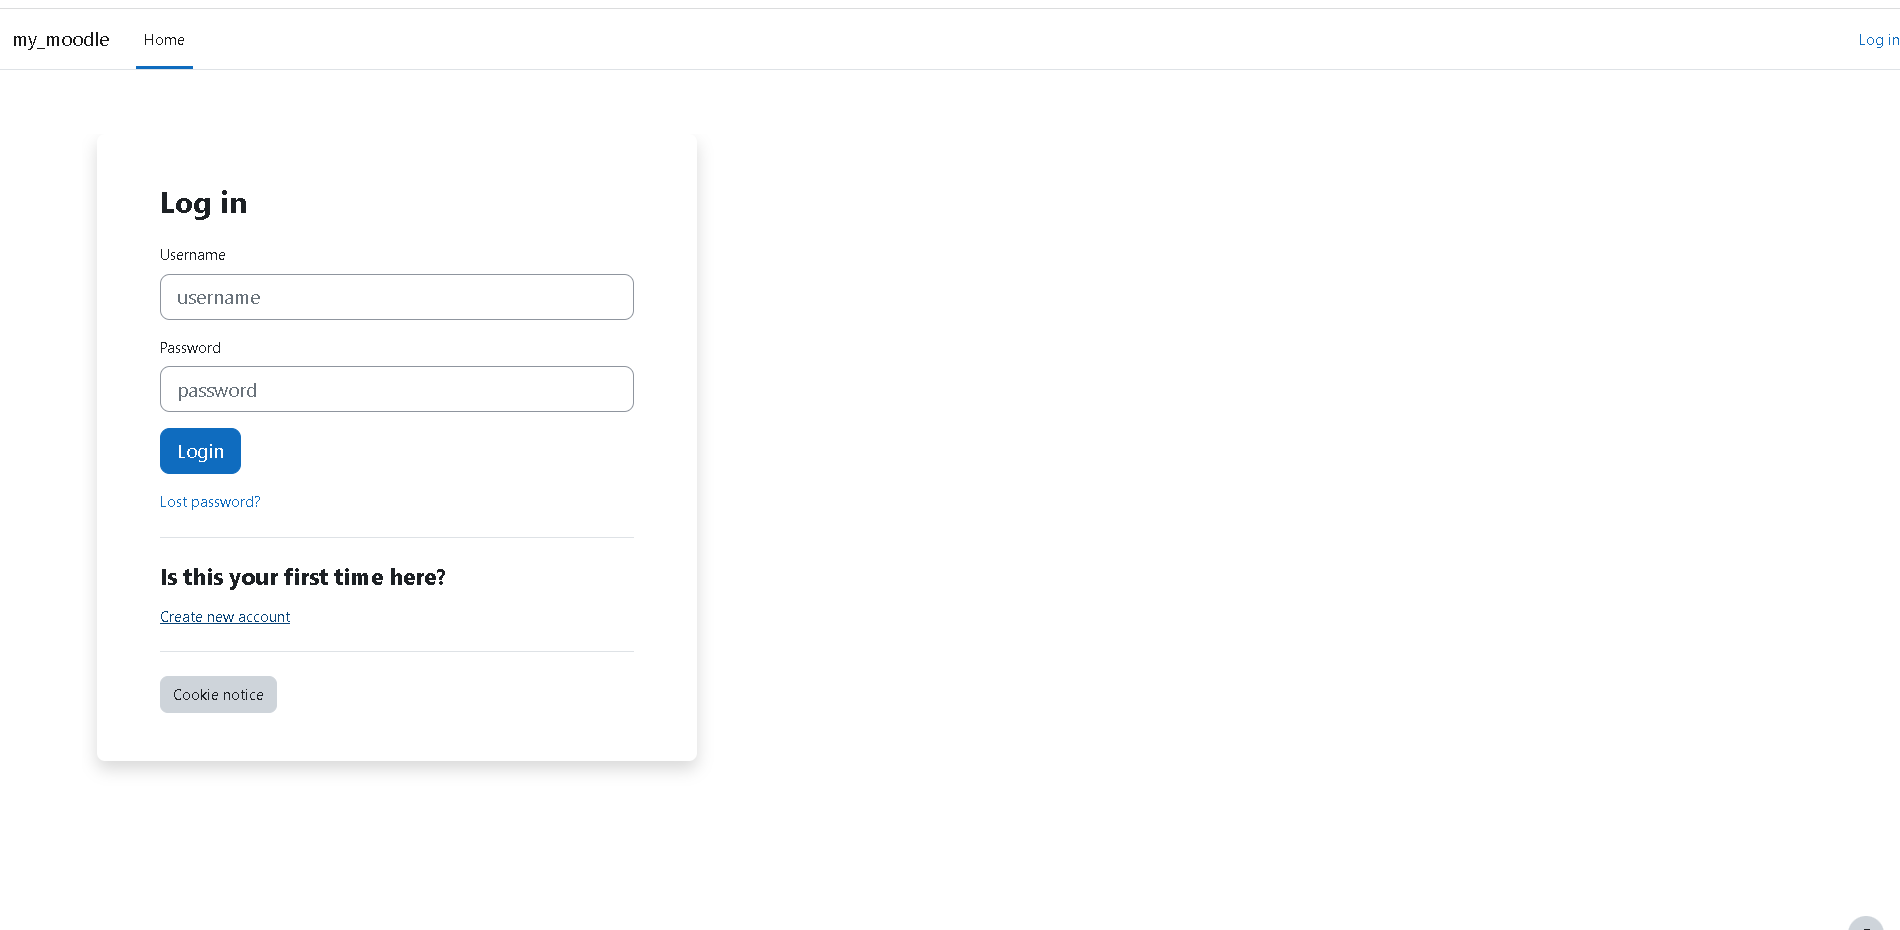 my_moodle Home Log in
Log in
Username
username
Password
password
Login
Lost password?
Is this your first time here?
Create new account
Cookie notice